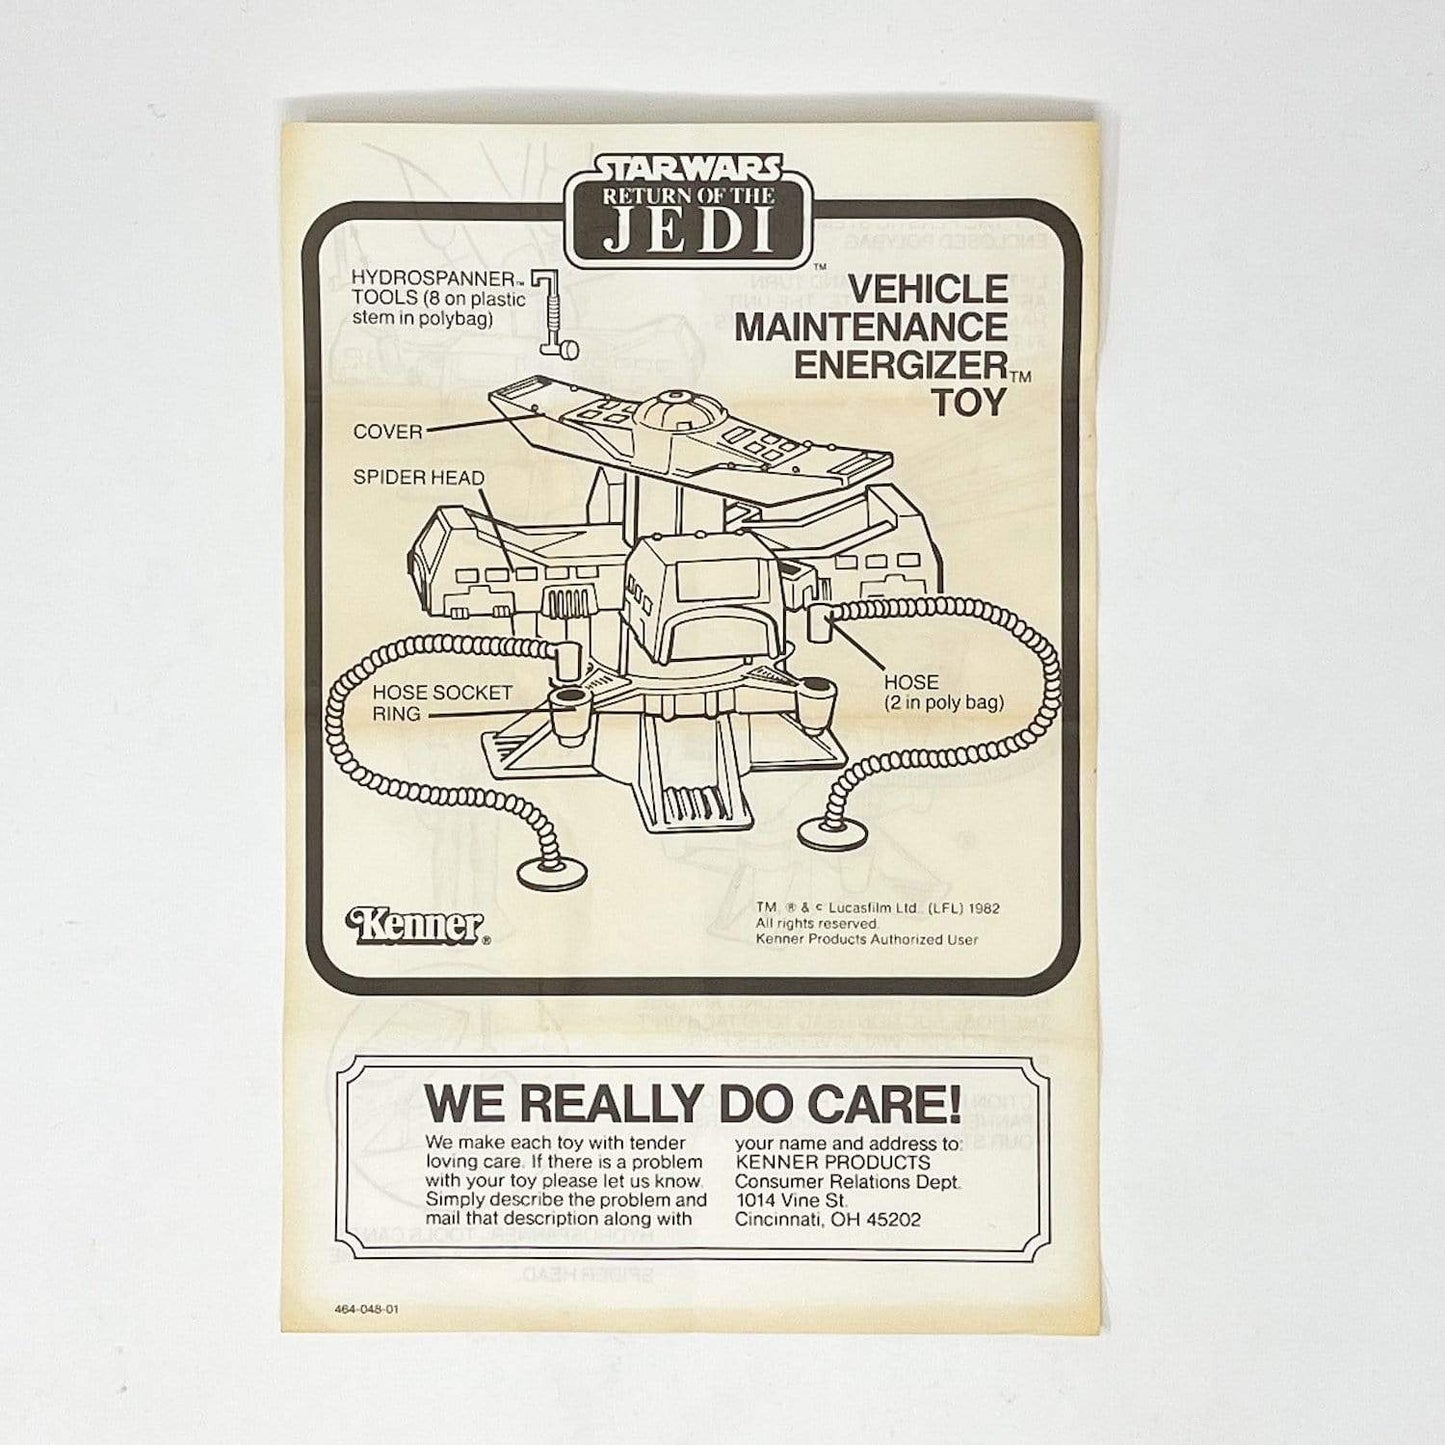 STAR WARS
RETURN OF THE
JEDI
TM
VEHICLE
MAINTENANCE
ENERGIZER TM
TOY
HYDROSPANNER™
TOOLS (8 on plastic
stem in polybag)
COVER
SPIDER HEAD
HOSE SOCKET
RING
HOSE
(2 in poly bag)
Kenner®
TM ® & © Lucasfilm Ltd. (LFL) 1982
All rights reserved.
Kenner Products Authorized User
WE REALLY DO CARE!
We make each toy with tender
loving care. If there is a problem
with your toy please let us know.
Simply describe the problem and
mail that description along with
your name and address to:
KENNER PRODUCTS
Consumer Relations Dept.
1014 Vine St.
Cincinnati, OH 45202
464-048-01